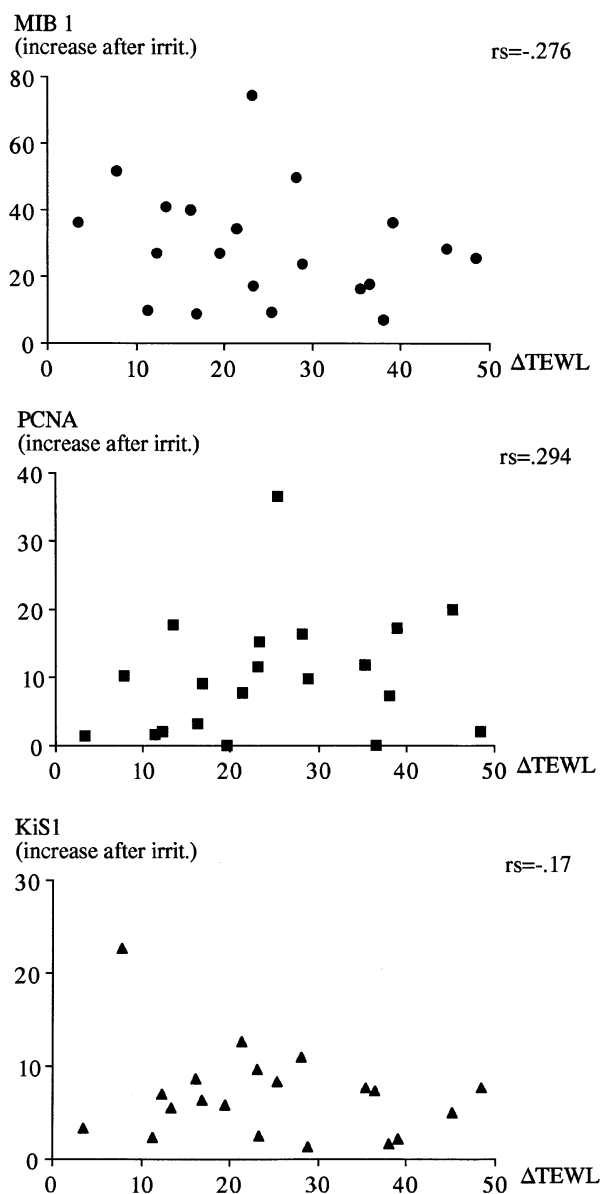 MIB 1
(increase after irrit.)
rs=-.276
80
60
40
20
0
0 10 20 30 40 50 ΔTEWL
PCNA
(increase after irrit.)
rs=.294
40
30
20
10
0
0 10 20 30 40 50 ΔTEWL
KiS1
(increase after irrit.)
rs=-.17
30
20
10
0
0 10 20 30 40 50 ΔTEWL